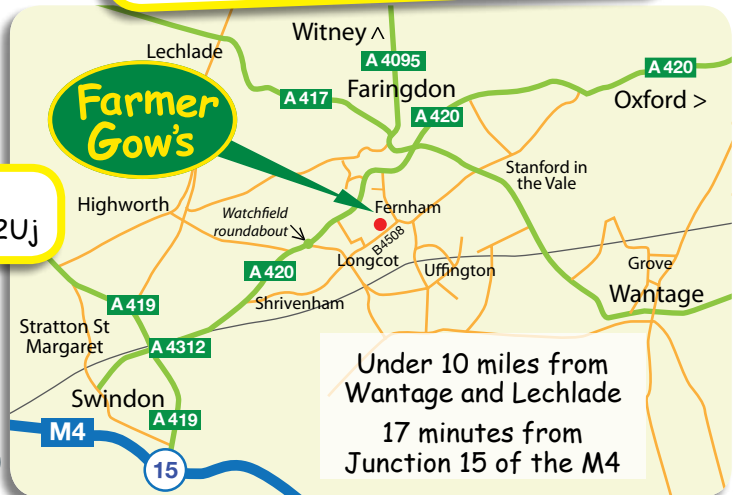 Witney ^
Lechlade
A 4095
A 420
A 417
Faringdon
Oxford >
A 420
Farmer
Gow's
Stanford in
the Vale
Highworth
Fernham
Watchfield
roundabout
2Uj
B4508
Longcot
Uffington
Grove
A 420
Wantage
A 419
Shrivenham
Stratton St
Margaret
A 4312
Swindon
A 419
M4
15
Under 10 miles from
Wantage and Lechlade
17 minutes from
Junction 15 of the M4